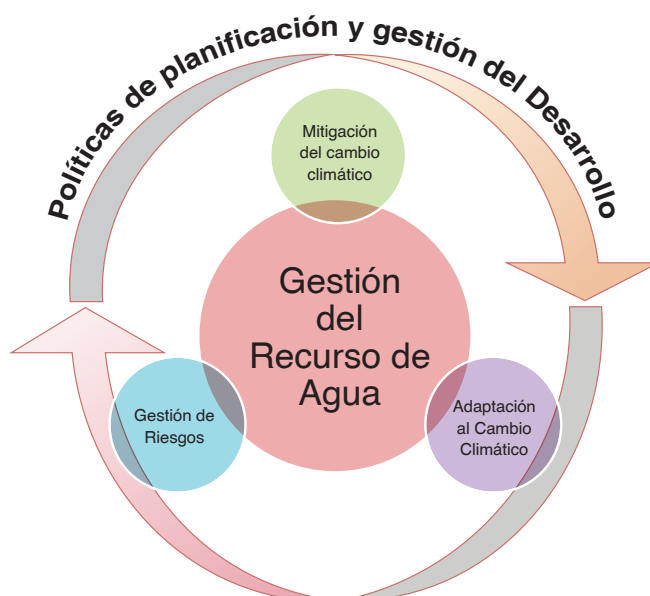 Políticas de planificación y gestión del Desarrollo
Mitigación
del cambio
climático
Gestión
del
Recurso de
Agua
Gestión de
Riesgos
Adaptación
al Cambio
Climático